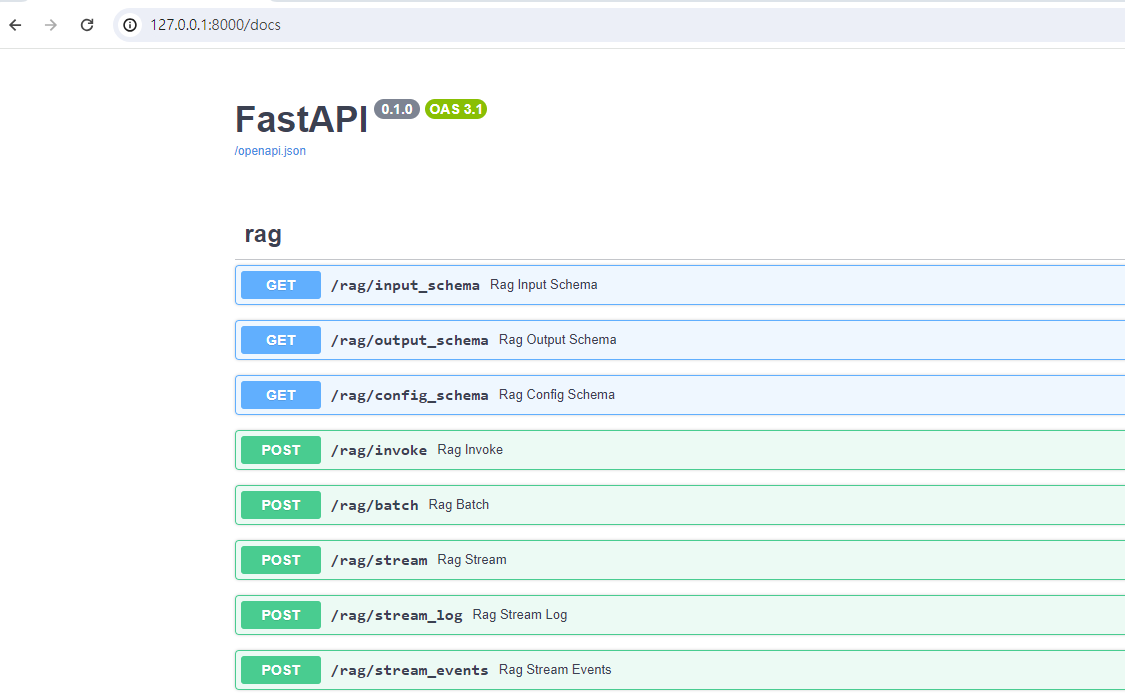 127.0.0.1:8000/docs
FastAPI 0.1.0 OAS 3.1
/openapi.json
rag
GET /rag/input_schema Rag Input Schema
GET /rag/output_schema Rag Output Schema
GET /rag/config_schema Rag Config Schema
POST /rag/invoke Rag Invoke
POST /rag/batch Rag Batch
POST /rag/stream Rag Stream
POST /rag/stream_log Rag Stream Log
POST /rag/stream_events Rag Stream Events